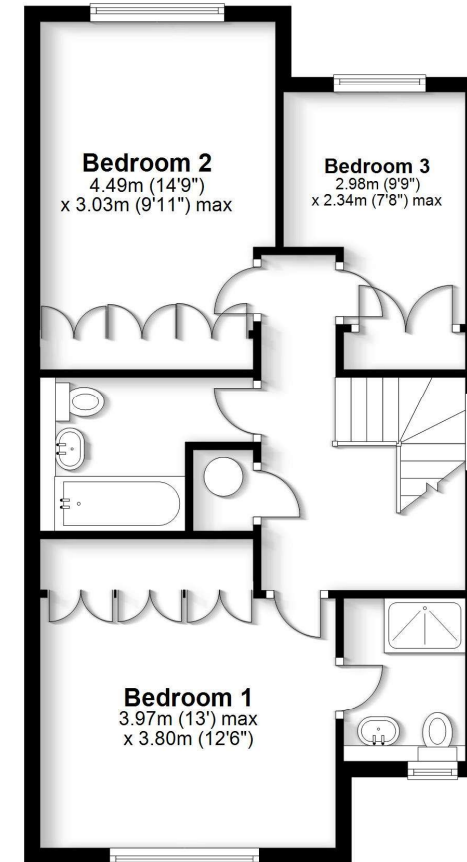 Bedroom 2
4.49m (14'9")
x 3.03m (9'11") max
Bedroom 3
2.98m (9'9")
x 2.34m (7'8") max
Bedroom 1
3.97m (13') max
x 3.80m (12'6")